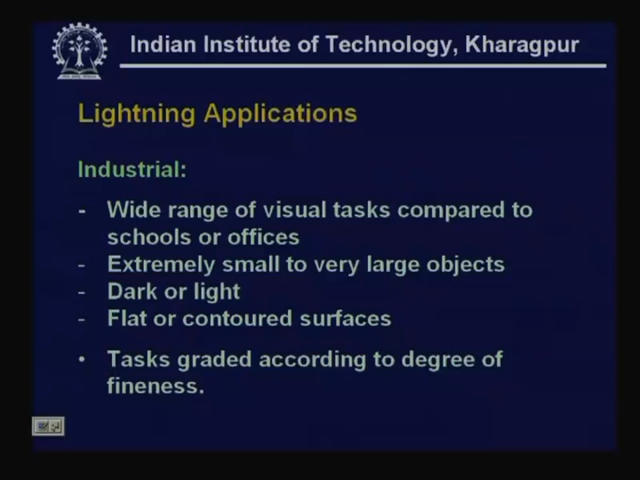 Indian Institute of Technology, Kharagpur
Lightning Applications
Industrial:
- Wide range of visual tasks compared to
schools or offices
- Extremely small to very large objects
- Dark or light
- Flat or contoured surfaces
• Tasks graded according to degree of
fineness.